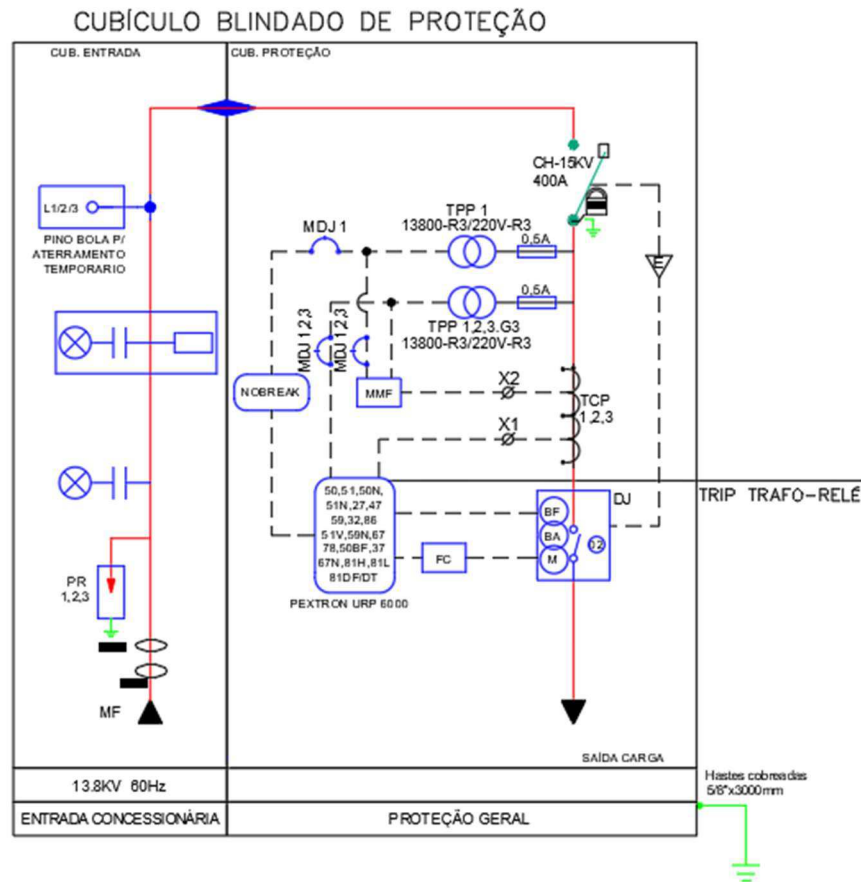 CUBÍCULO BLINDADO DE PROTEÇÃO
CUB. ENTRADA
CUB. PROTEÇÃO
CH-15KV
400A
L1/2/3
PINO BOLA P/
ATERRAMENTO
TEMPORARIO
MDJ 1
TPP 1
13800-R3/220V-R3
0,5A
E
0,5A
TPP 1,2,3.G3
13800-R3/220V-R3
MDJ 1,2,3
MDJ 1,2,3
NOBREAK
MMF
X2
TCP
1,2,3
X1
50,51,50N,
51N,27,47
59,32,86
51V,59N,67
78,50BF,37
67N,81H,81L
81DF/DT
PEXTRON URP 6000
FC
DJ
BF
BA
M
TRIP TRAFO-RELÉ
PR
1,2,3
MF
SAÍDA CARGA
13.8KV 60Hz
ENTRADA CONCESSIONÀRIA
PROTEÇÃO GERAL
Hastes cobreadas
5/8"x3000mm